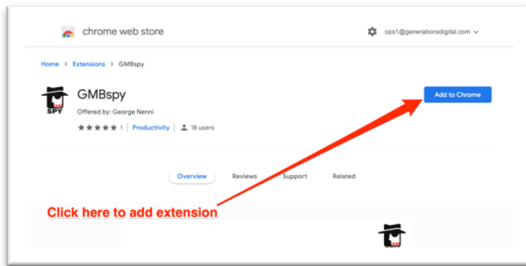 chrome web store
ops1@generationsdigital.com
Home > Extensions > GMBspy
GMBspy
Add to Chrome
SPY
Offered by: George Nenni
★★★★★ 1 | Productivity | 18 users
Overview Reviews Support Related
Click here to add extension